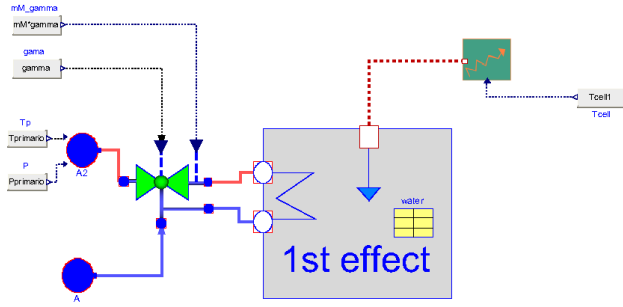 mM_gamma
mM*gamma
gama
gamma
Tp
Tprimario
A2
P
Pprimario
A
Tcell1
Tcell
water
1st effect